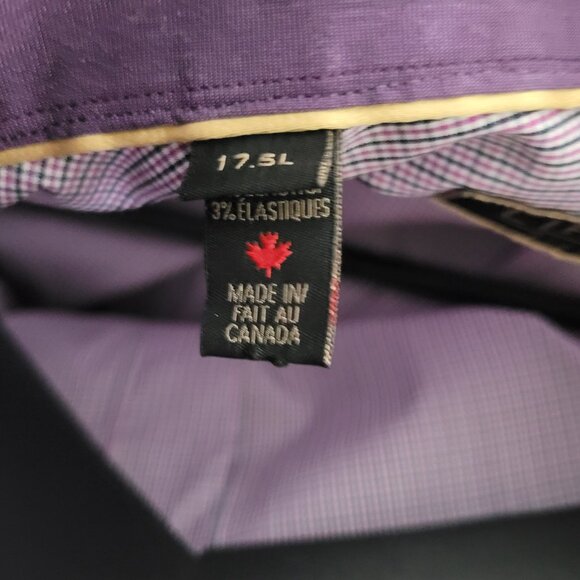 17.5L
3% ÉLASTIQUES
MADE IN/
FAIT AU
CANADA